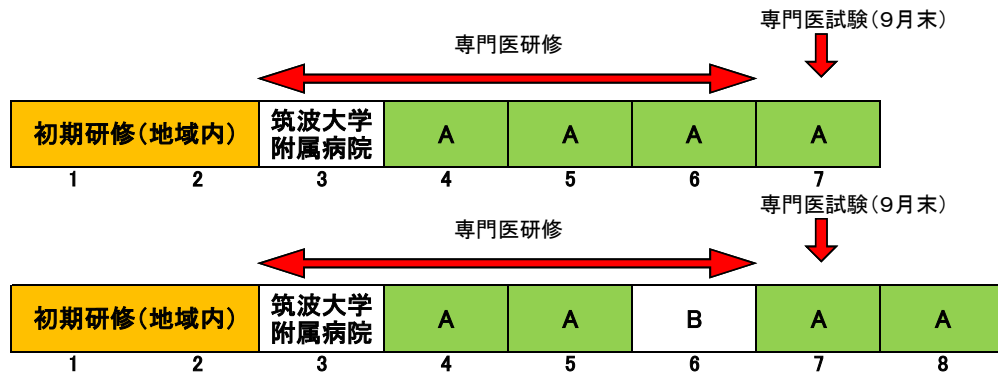 専門医試験（9月末）
専門医研修
初期研修（地域内）
筑波大学
附属病院
A A A A
1 2 3 4 5 6 7
専門医試験（9月末）
専門医研修
初期研修（地域内）
筑波大学
附属病院
A A B A A
1 2 3 4 5 6 7 8